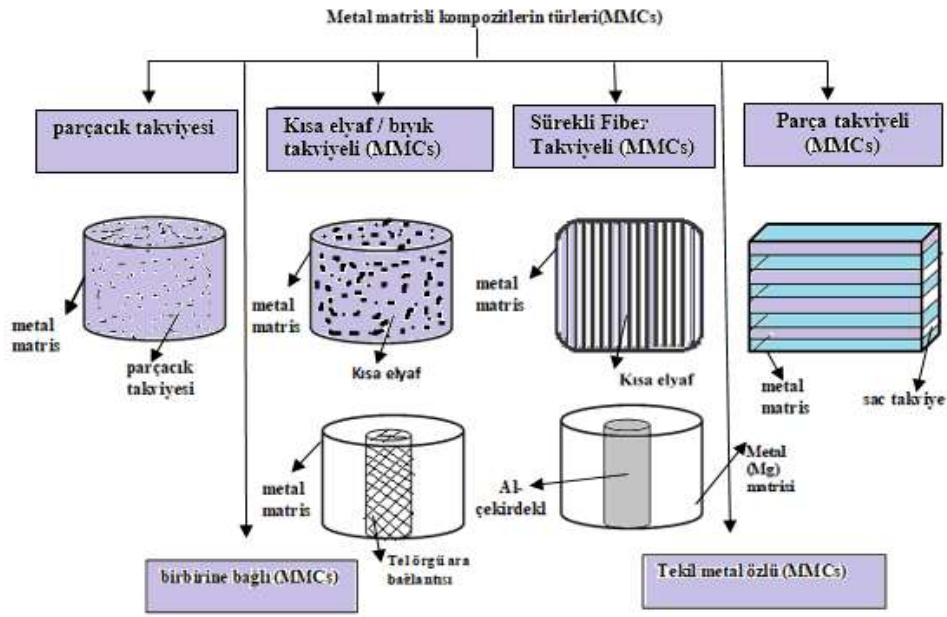 Metal matrisli kompozitlerin türleri(MMCs)
parçacık takviyesi
Kısa elyaf / bıyık
takviyeli (MMCs)
Sürekli Fiber
Takviyeli (MMCs)
Parça takviyeli
(MMCs)
metal
matris
parçacık
takviyesi
metal
matris
Kısa elyaf
metal
matris
Kısa elyaf
metal
matris
sac takviye
metal
matris
Tel örgü ara
bağlantısı
Al-
çekirdekl
Metal
(Mg)
matrisi
birbirine bağlı (MMCs)
Tekil metal özlü (MMCs)